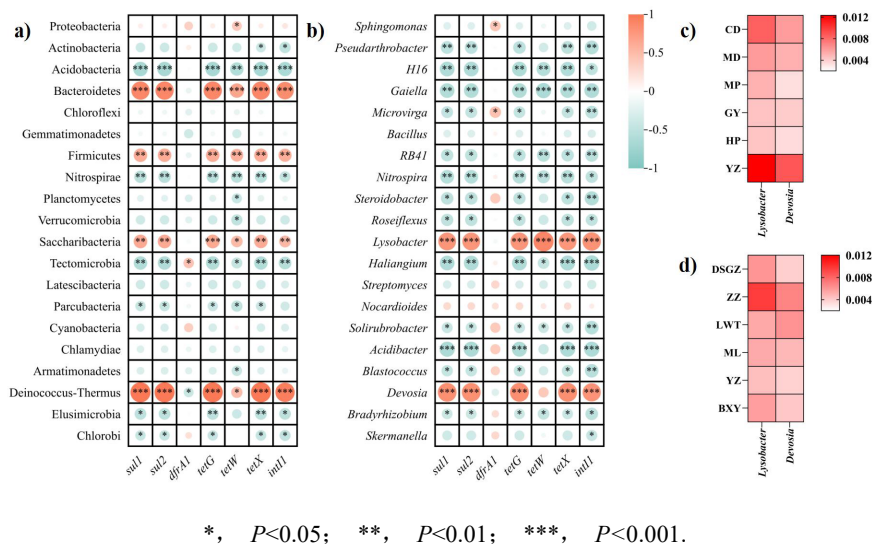 a)
Proteobacteria *
Actinobacteria * *
Acidobacteria *** *** *** ** *** ***
Bacteroidetes *** *** *** *** *** ***
Chloroflexi
Gemmatimonadetes
Firmicutes ** ** ** ** ** **
Nitrospirae ** ** ** ** ** *
Planctomycetes *
Verrucomicrobia *
Saccharibacteria ** ** *** * ** **
Tectomicrobia ** ** * ** * ** **
Latescibacteria
Parcubacteria * * * * *
Cyanobacteria
Chlamydiae
Armatimonadetes *
Deinococcus-Thermus *** *** * *** * *** ***
Elusimicrobia * * ** ** *
Chlorobi * * * * *
sul1 sul2 dfrA1 tetG tetW tetX intI1
b)
Sphingomonas *
Pseudarthrobacter ** ** * ** **
H16 ** ** ** ** ** *
Gaiella ** ** ** *** ** **
Microvirga * * * * * **
Bacillus
RB41 * * * ** * **
Nitrospira ** ** ** ** ** *
Steroidobacter * * * * **
Roseiflexus * * * * *
Lysobacter *** *** *** *** *** ***
Haliangium ** ** ** * *** ***
Streptomyces
Nocardioides
Solirubrobacter * * * * * **
Acidibacter *** *** *** *** ***
Blastococcus * * * * **
Devosia *** *** *** *** ***
Bradyrhizobium * * * * * *
Skermanella *
sul1 sul2 dfrA1 tetG tetW tetX intI1
1
0.5
0
-0.5
-1
c)
CD
MD
MP
GY
HP
YZ
Lysobacter Devosia
0.012
0.008
0.004
d)
DSGZ
ZZ
LWT
ML
YZ
BXY
Lysobacter Devosia
0.012
0.008
0.004
*, P<0.05; **, P<0.01; ***, P<0.001.